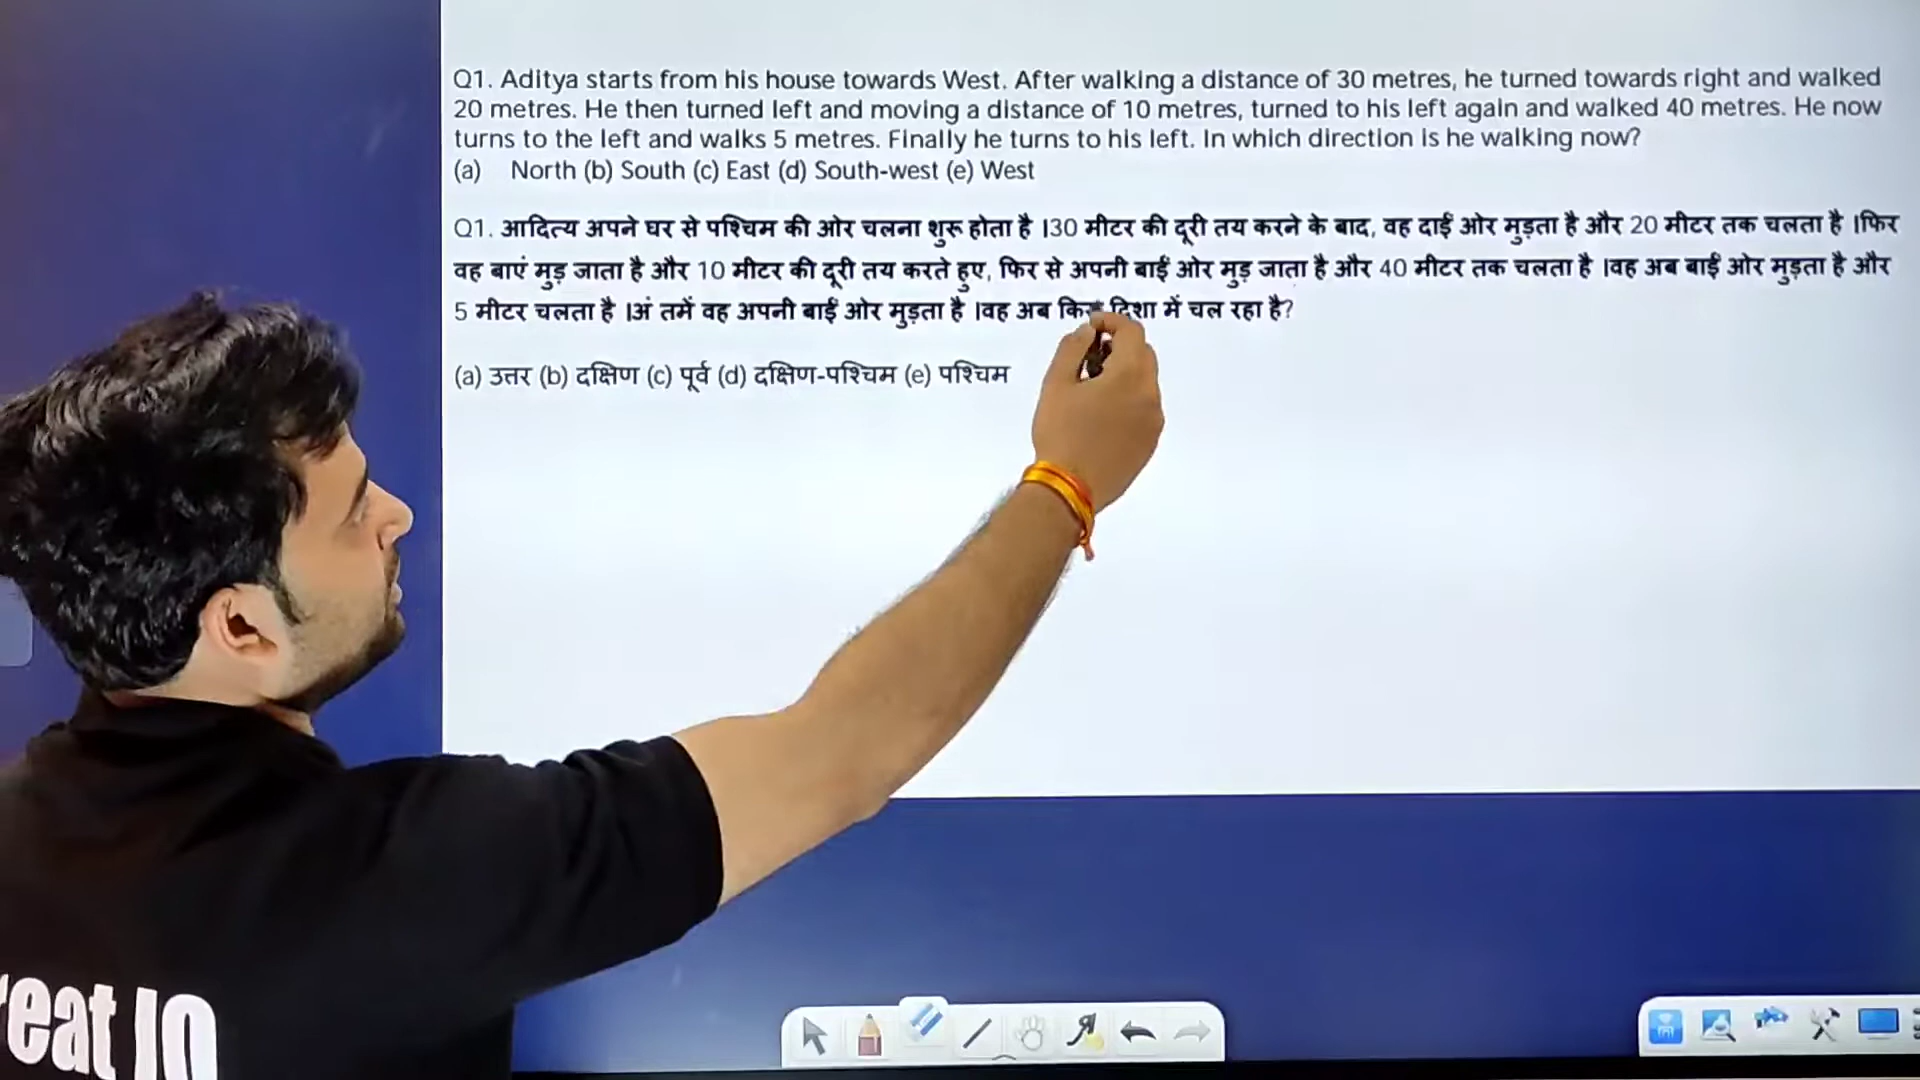 Q1. Aditya starts from his house towards West. After walking a distance of 30 metres, he turned towards right and walked
20 metres. He then turned left and moving a distance of 10 metres, turned to his left again and walked 40 metres. He now
turns to the left and walks 5 metres. Finally he turns to his left. In which direction is he walking now?
(a) North (b) South (c) East (d) South-west (e) West
Q1. आदित्य अपने घर से पश्चिम की ओर चलना शुरू होता है ।30 मीटर की दूरी तय करने के बाद, वह दाईं ओर मुड़ता है और 20 मीटर तक चलता है ।फिर
वह बाएं मुड़ जाता है और 10 मीटर की दूरी तय करते हुए, फिर से अपनी बाईं ओर मुड़ जाता है और 40 मीटर तक चलता है ।वह अब बाईं ओर मुड़ता है और
5 मीटर चलता है ।अं तमें वह अपनी बाईं ओर मुड़ता है ।वह अब दिशा में चल रहा है?
(a) उत्तर (b) दक्षिण (c) पूर्व (d) दक्षिण-पश्चिम (e) पश्चिम